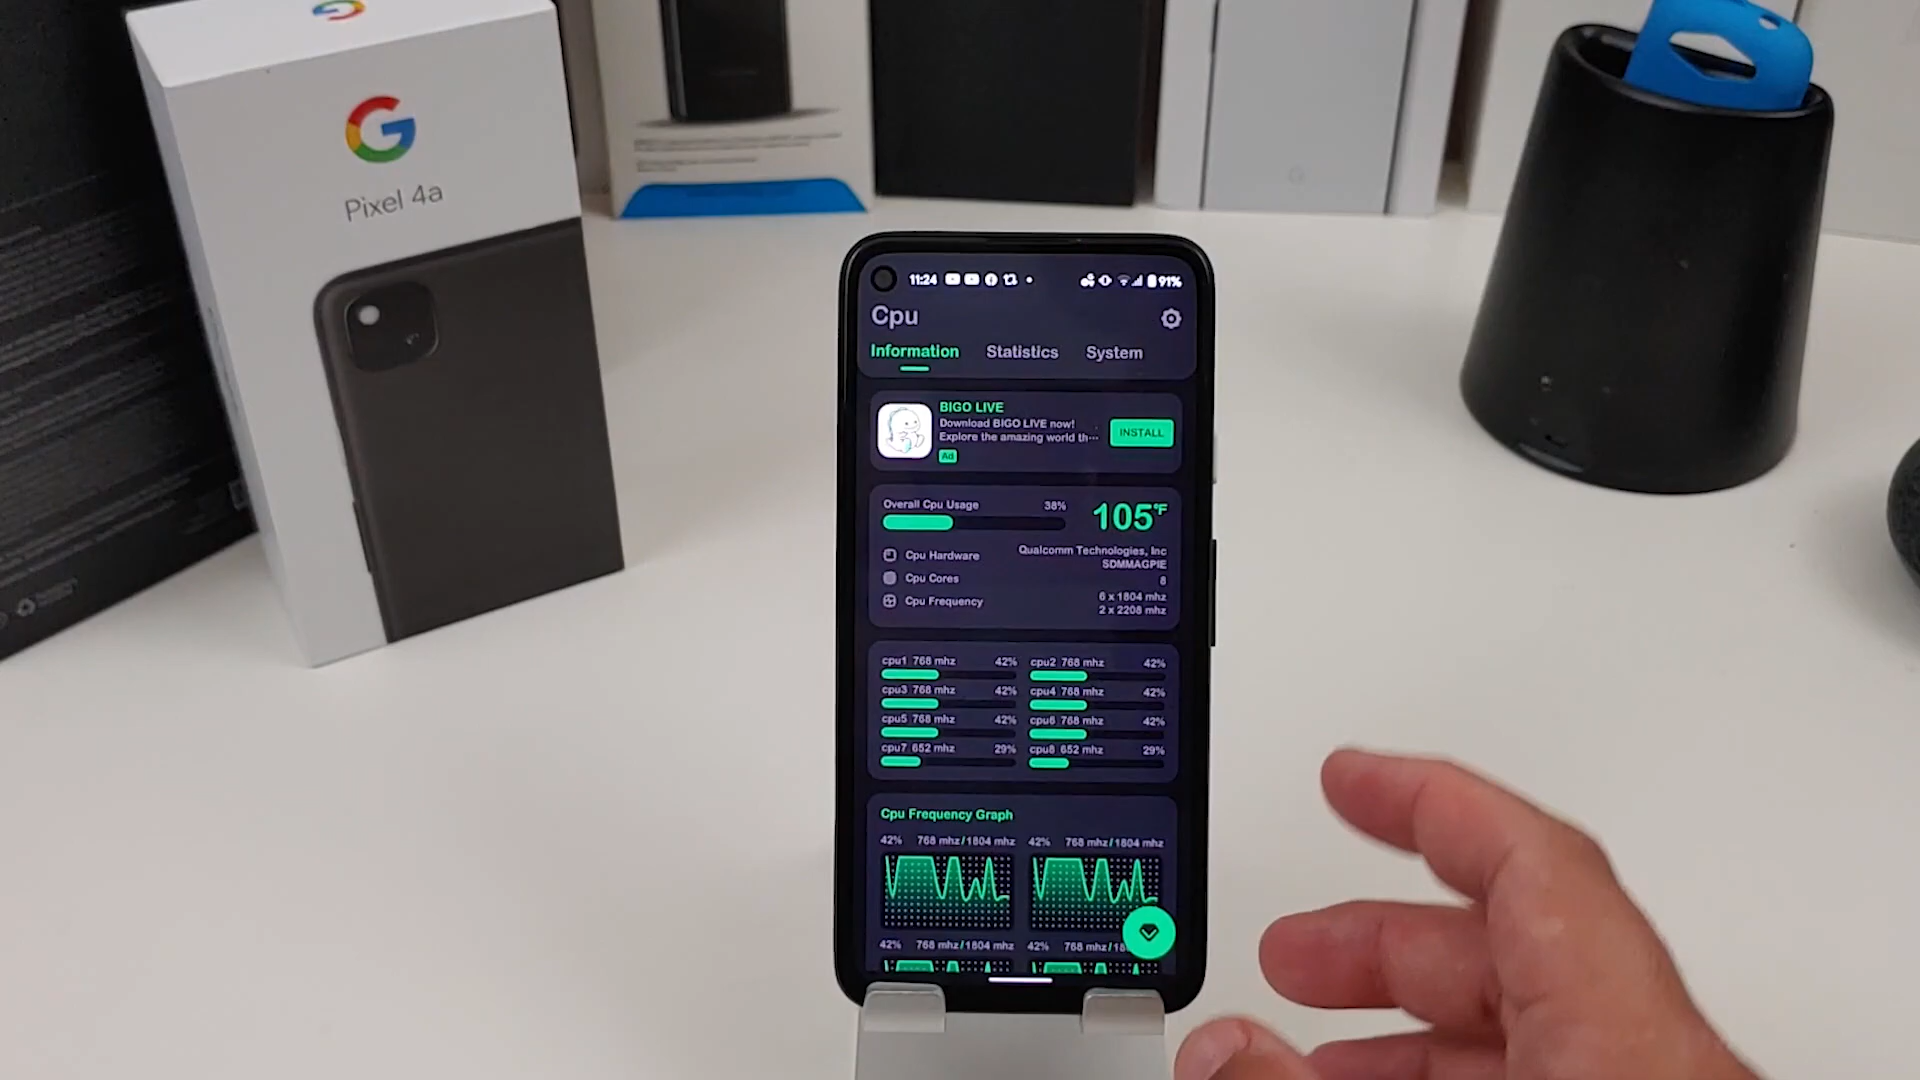 Pixel 4a
11:24
91%
Cpu
Information Statistics System
BIGO LIVE
Download BIGO LIVE now!
Explore the amazing world th...
INSTALL
Ad
Overall Cpu Usage 38%
105°F
Cpu Hardware Qualcomm Technologies, Inc
SDMMAGPIE
Cpu Cores 8
Cpu Frequency 6 x 1804 mhz
2 x 2208 mhz
cpu1 768 mhz 42% cpu2 768 mhz 42%
cpu3 768 mhz 42% cpu4 768 mhz 42%
cpu5 768 mhz 42% cpu6 768 mhz 42%
cpu7 652 mhz 29% cpu8 652 mhz 29%
Cpu Frequency Graph
42% 768 mhz/1804 mhz 42% 768 mhz/1804 mhz
42% 768 mhz/1804 mhz 42% 768 mhz/18